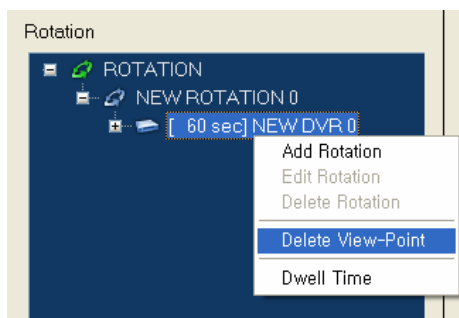 Rotation
ROTATION
NEW ROTATION 0
[ 60 sec] NEW DVR 0
Add Rotation
Edit Rotation
Delete Rotation
Delete View-Point
Dwell Time